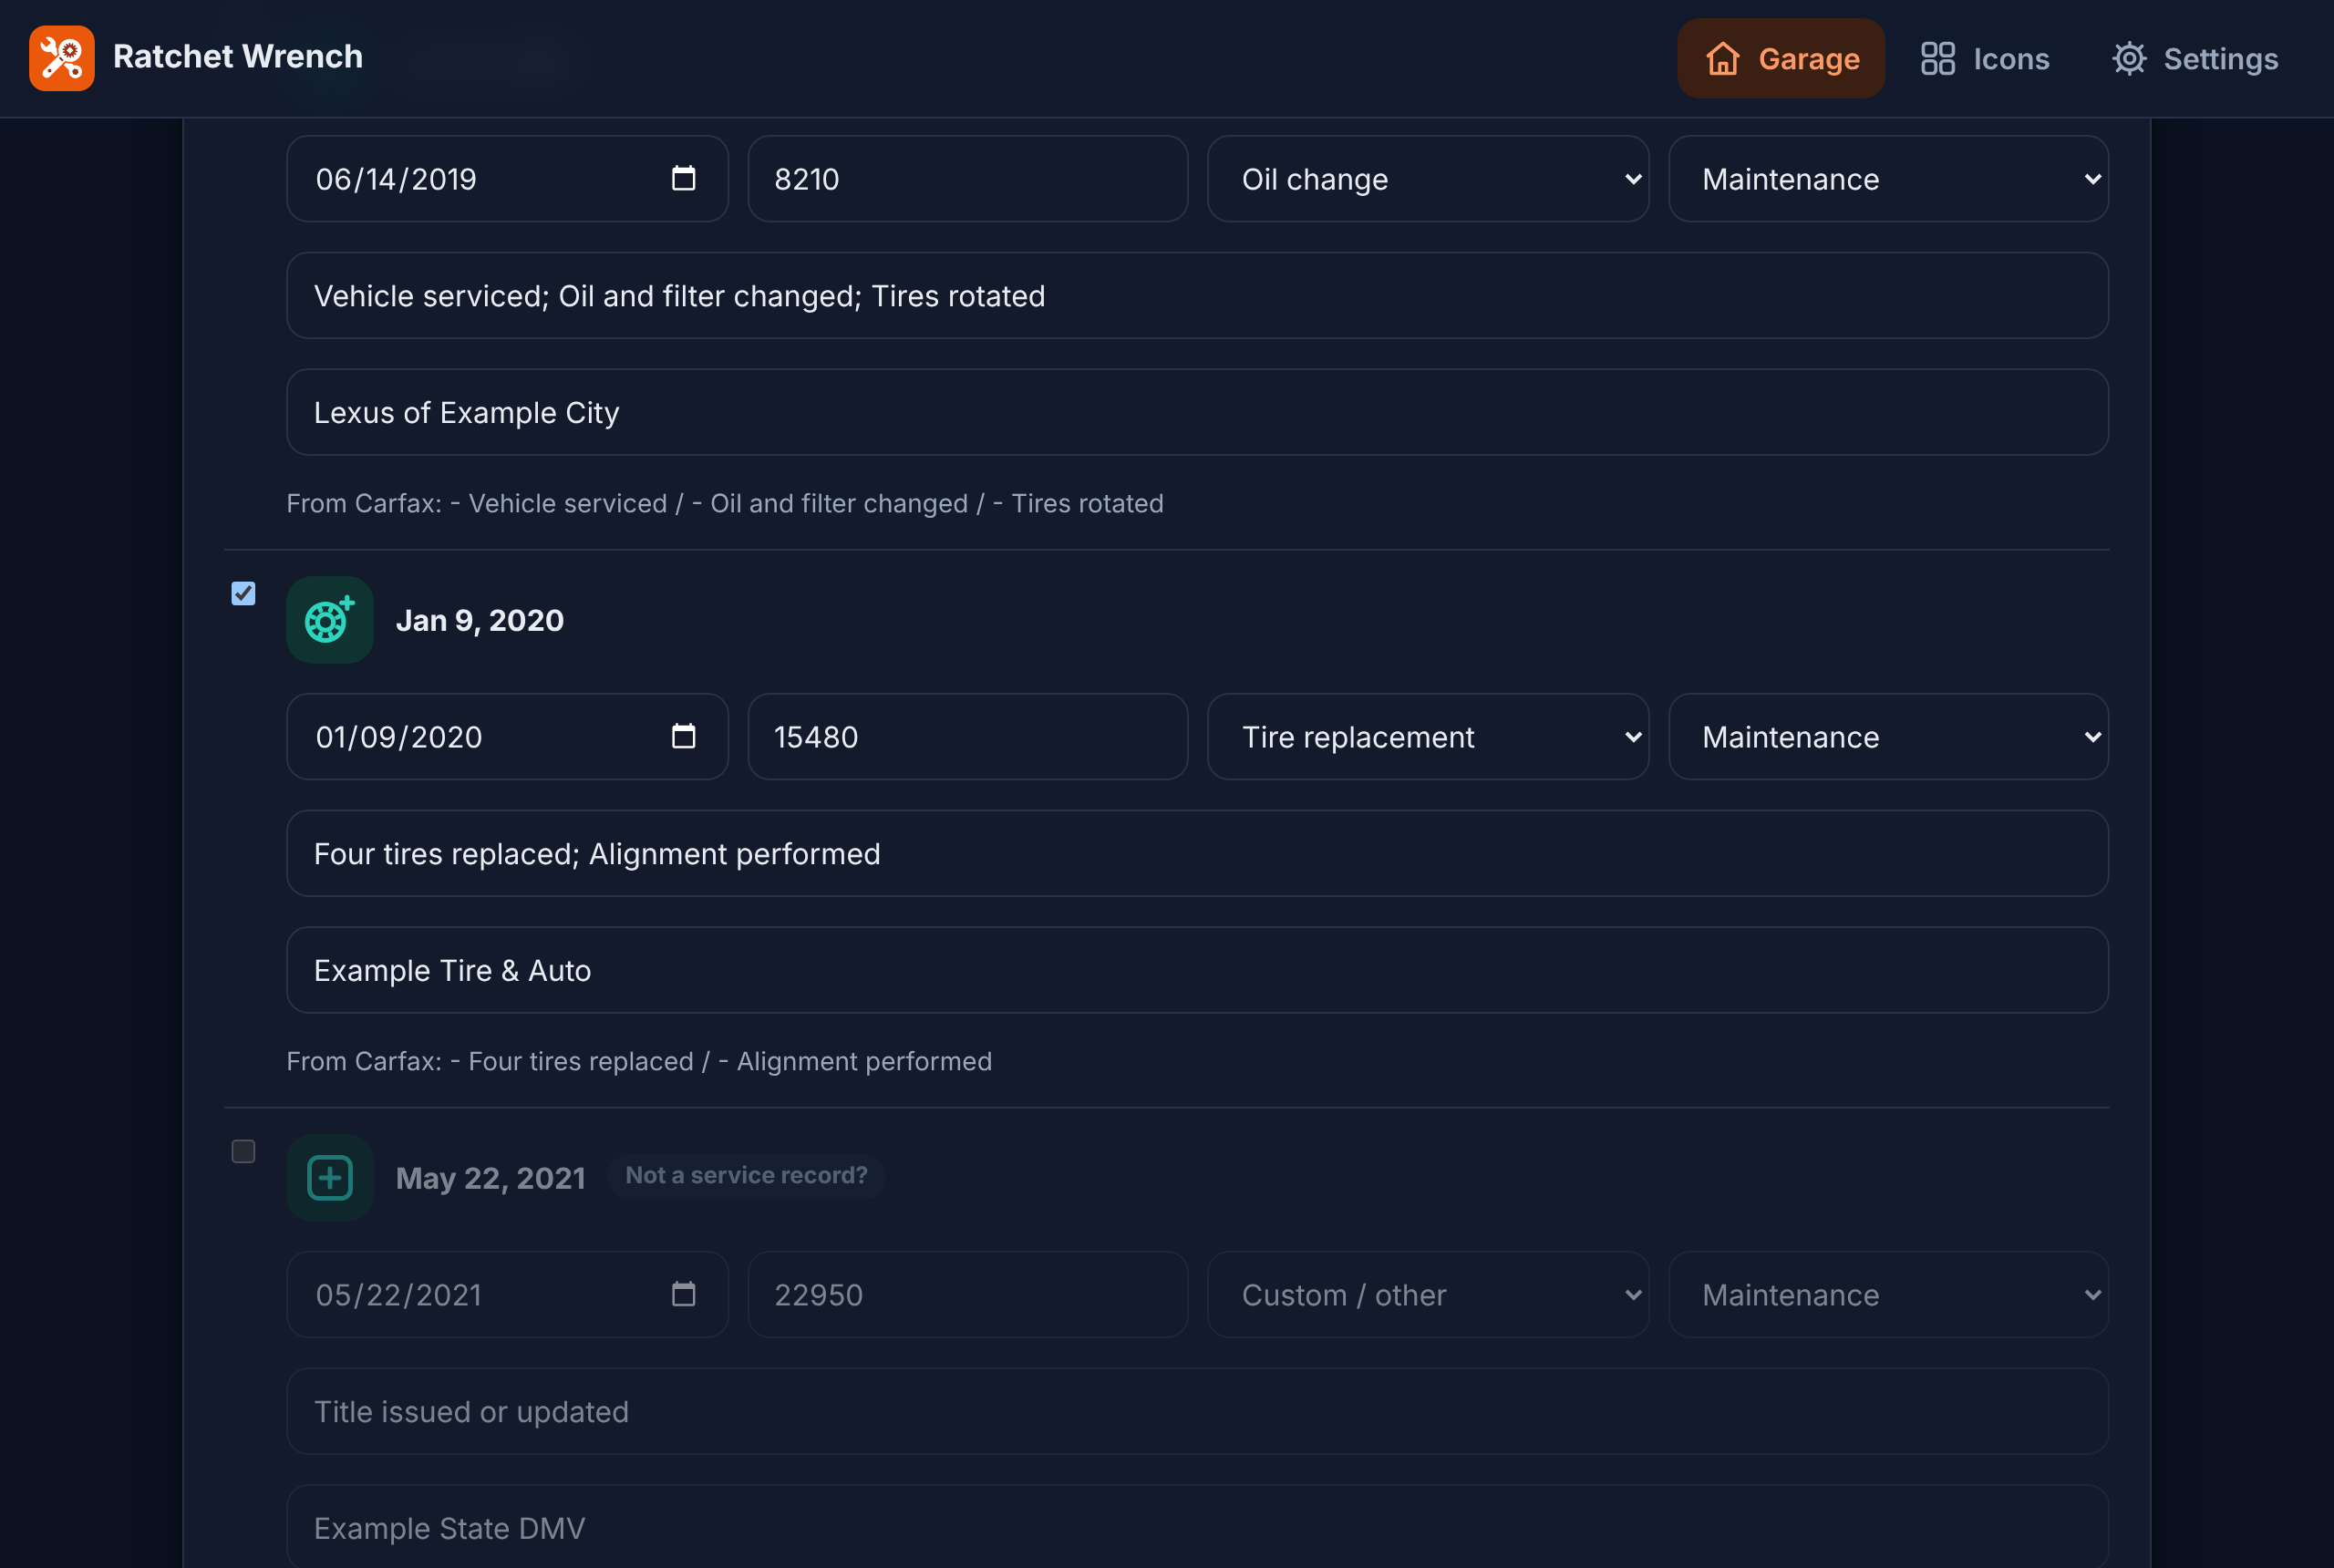 Ratchet Wrench
Garage
Icons
Settings
06/14/2019
8210
Oil change
Maintenance
Vehicle serviced; Oil and filter changed; Tires rotated
Lexus of Example City
From Carfax: - Vehicle serviced / - Oil and filter changed / - Tires rotated
Jan 9, 2020
01/09/2020
15480
Tire replacement
Maintenance
Four tires replaced; Alignment performed
Example Tire & Auto
From Carfax: - Four tires replaced / - Alignment performed
May 22, 2021
Not a service record?
05/22/2021
22950
Custom / other
Maintenance
Title issued or updated
Example State DMV